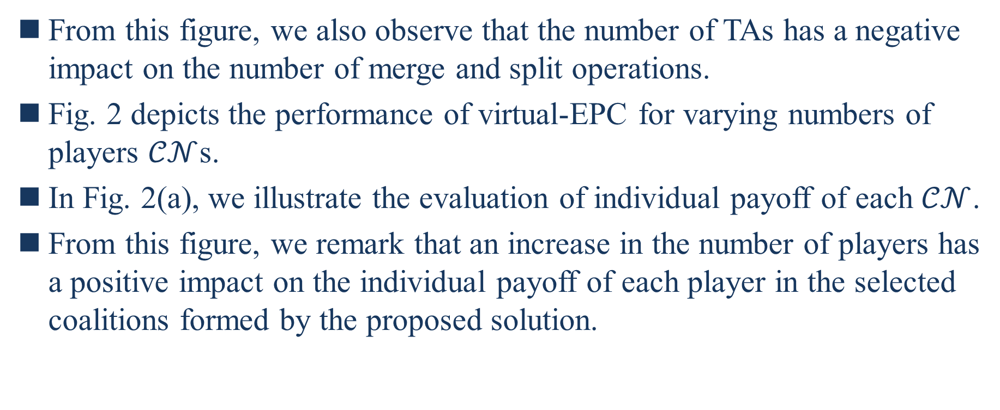 ■ From this figure, we also observe that the number of TAs has a negative
impact on the number of merge and split operations.
■ Fig. 2 depicts the performance of virtual-EPC for varying numbers of
players 𝒞𝒩s.
■ In Fig. 2(a), we illustrate the evaluation of individual payoff of each 𝒞𝒩.
■ From this figure, we remark that an increase in the number of players has
a positive impact on the individual payoff of each player in the selected
coalitions formed by the proposed solution.